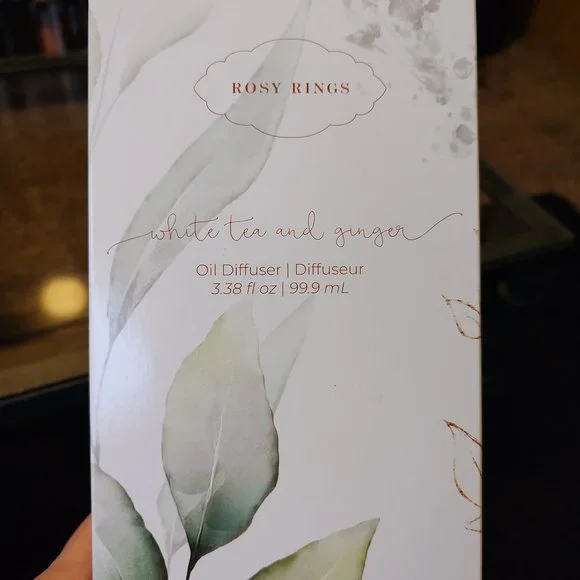 ROSY RINGS
white tea and ginger
Oil Diffuser | Diffuseur
3.38 fl oz | 99.9 mL